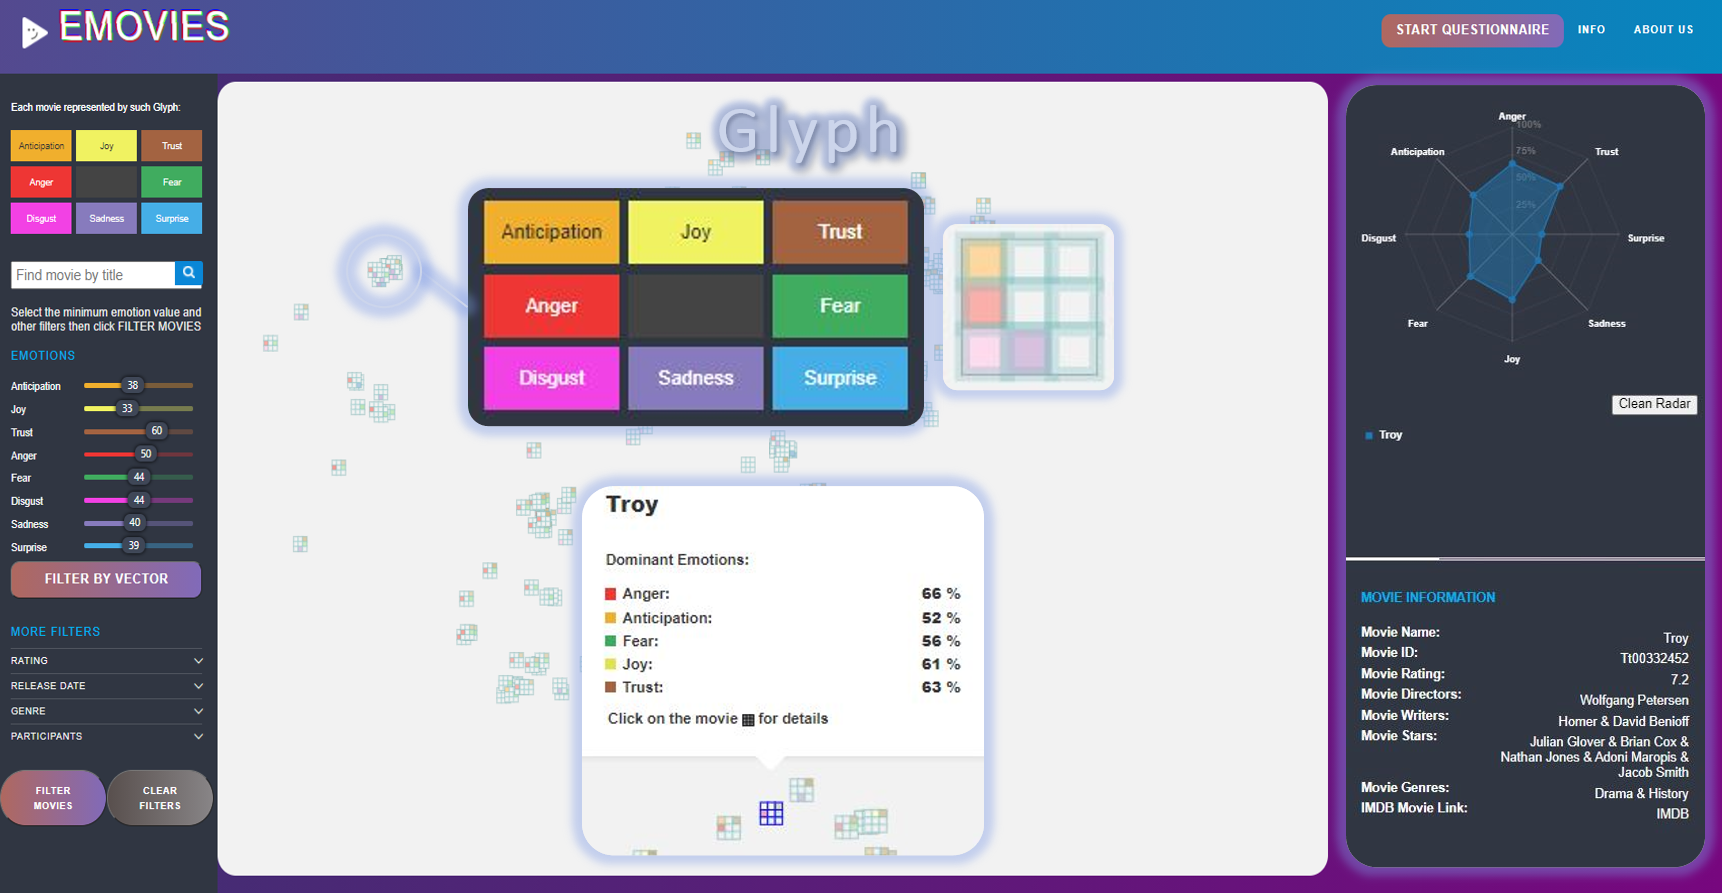 EMOVIES
START QUESTIONNAIRE
INFO
ABOUT US
Each movie represented by such Glyph:
Anticipation Joy Trust
Anger Fear
Disgust Sadness Surprise
Find movie by title
Select the minimum emotion value and
other filters then click FILTER MOVIES
EMOTIONS
Anticipation 38
Joy 33
Trust 60
Anger 50
Fear 44
Disgust 44
Sadness 40
Surprise 39
FILTER BY VECTOR
MORE FILTERS
RATING
RELEASE DATE
GENRE
PARTICIPANTS
FILTER
MOVIES
CLEAR
FILTERS
Glyph
Anticipation Joy Trust
Anger Fear
Disgust Sadness Surprise
Troy
Dominant Emotions:
Anger: 66 %
Anticipation: 52 %
Fear: 56 %
Joy: 61 %
Trust: 63 %
Click on the movie for details
Anger
100%
Anticipation
75%
Trust
50%
25%
Disgust
Surprise
Fear
Sadness
Joy
Clean Radar
Troy
MOVIE INFORMATION
Movie Name: Troy
Movie ID: Tt00332452
Movie Rating: 7.2
Movie Directors: Wolfgang Petersen
Movie Writers: Homer & David Benioff
Movie Stars: Julian Glover & Brian Cox &
Nathan Jones & Adoni Maropis &
Jacob Smith
Movie Genres: Drama & History
IMDB Movie Link: IMDB